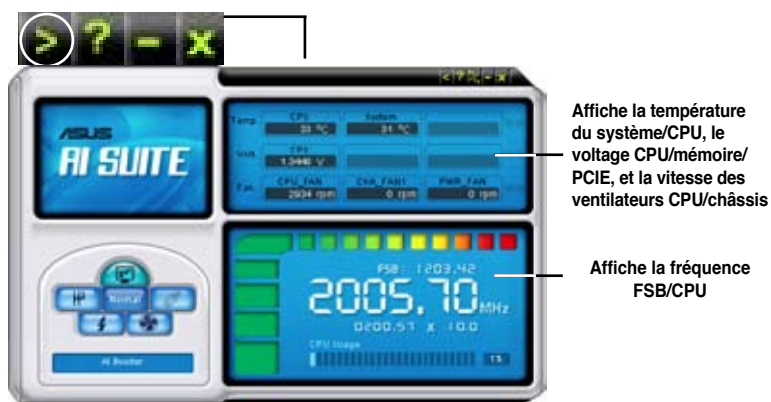 > ? - x
< ? - x
ASUS
AI SUITE
Temp. CPU System
33 °C 31 °C
Volt. CPU
1.3440 V
Fan. CPU_FAN CHA_FAN1 PWR_FAN
2934 rpm 0 rpm 0 rpm
Affiche la température
du système/CPU, le
voltage CPU/mémoire/
PCIE, et la vitesse des
ventilateurs CPU/châssis
FSB: 1203.42
2005.70 MHz
0200.57 x 10.0
CPU Usage
1%
Affiche la fréquence
FSB/CPU
Normal
AI Booster